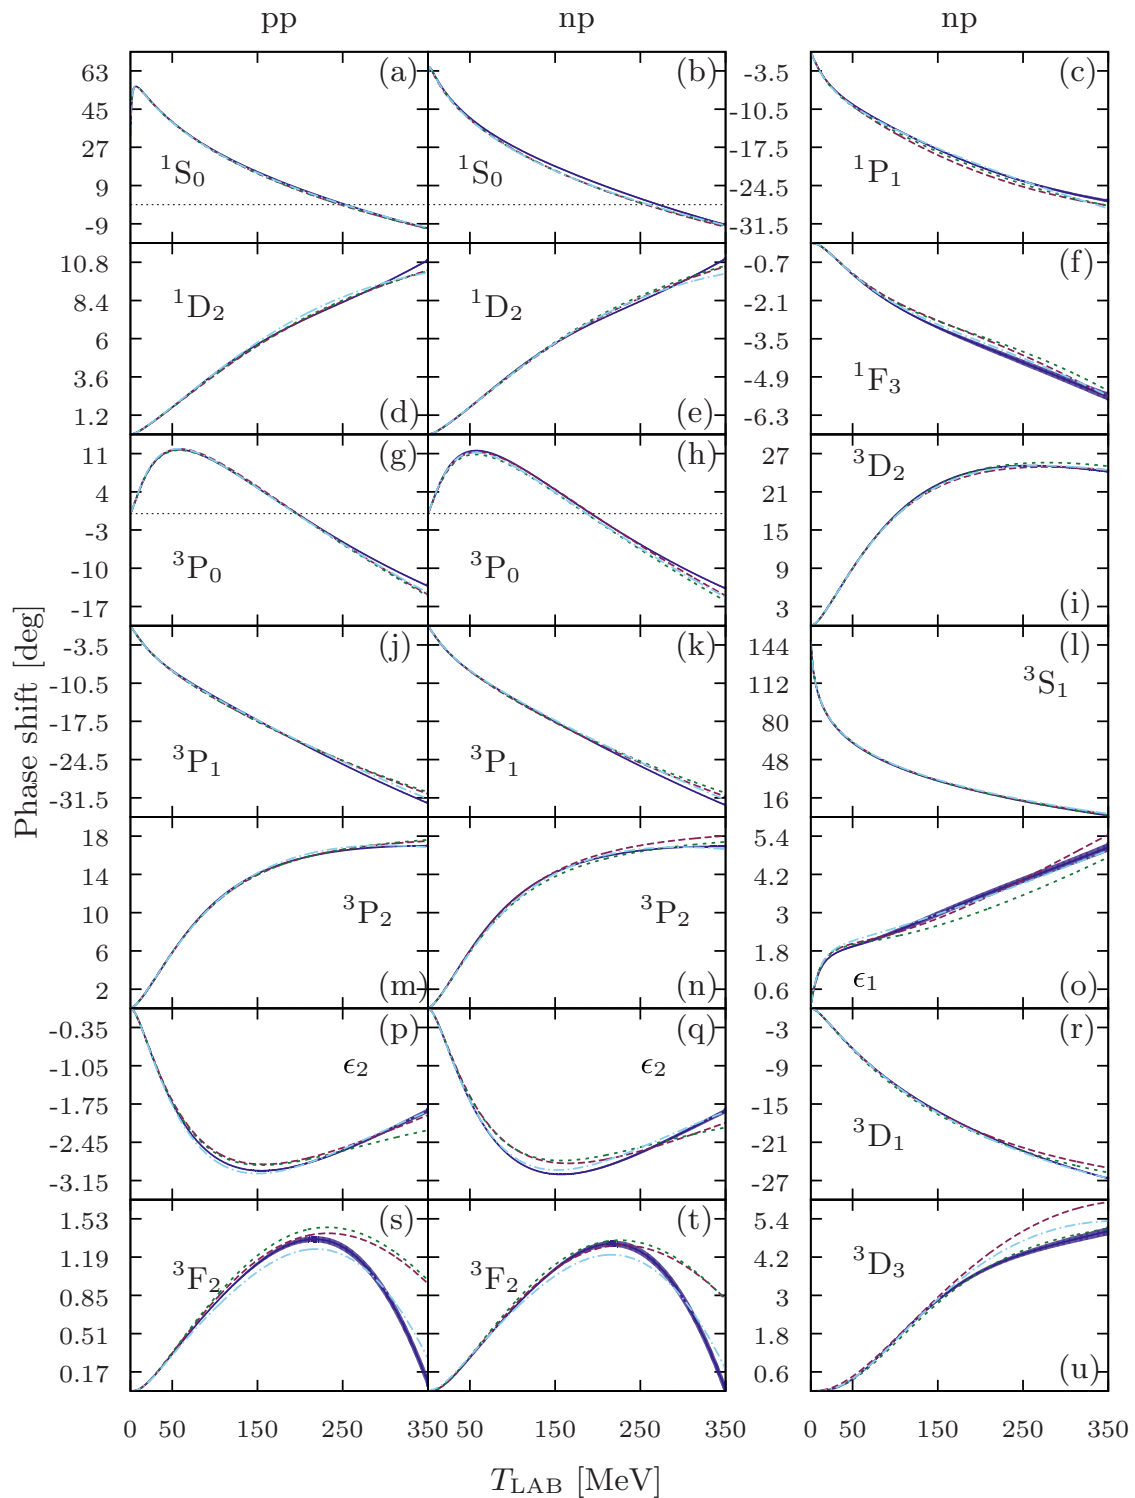 pp np np
63 (a) (b) -3.5 (c)
45 -10.5
27 -17.5
¹S₀ ¹S₀ ¹P₁
9 -24.5
-9 -31.5
10.8 -0.7 (f)
8.4 ¹D₂ ¹D₂ -2.1
6 -3.5
3.6 -4.9 ¹F₃
1.2 (d) (e) -6.3
11 (g) (h) 27 ³D₂
4 21
-3 15
-10 ³P₀ ³P₀ 9
-17 3 (i)
Phase shift [deg]
-3.5 (j) (k) 144 (l)
-10.5 112 ³S₁
-17.5 80
-24.5 ³P₁ ³P₁ 48
-31.5 16
18 5.4
14 4.2
10 ³P₂ ³P₂ 3
6 1.8
2 (m) (n) 0.6 ϵ₁ (o)
-0.35 (p) (q) -3 (r)
-1.05 ϵ₂ ϵ₂ -9
-1.75 -15
-2.45 -21 ³D₁
-3.15 -27
1.53 (s) (t) 5.4
1.19 ³F₂ ³F₂ 4.2 ³D₃
0.85 3
0.51 1.8
0.17 0.6 (u)
0 50 150 250 350 50 150 250 350 0 50 150 250 350
T_LAB [MeV]